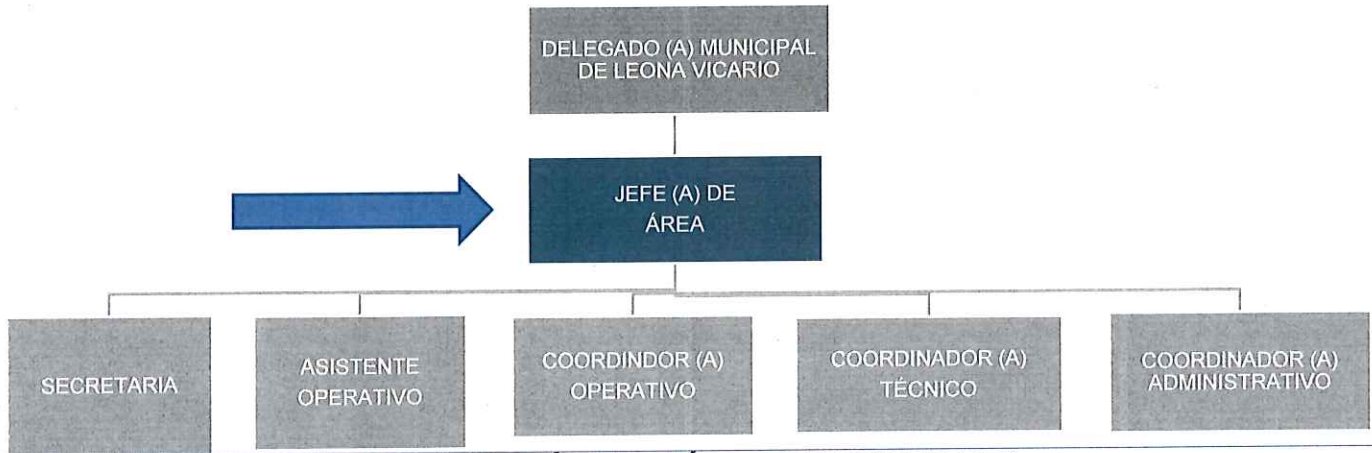 DELEGADO (A) MUNICIPAL
DE LEONA VICARIO
JEFE (A) DE
ÁREA
SECRETARIA
ASISTENTE
OPERATIVO
COORDINDOR (A)
OPERATIVO
COORDINADOR (A)
TÉCNICO
COORDINADOR (A)
ADMINISTRATIVO